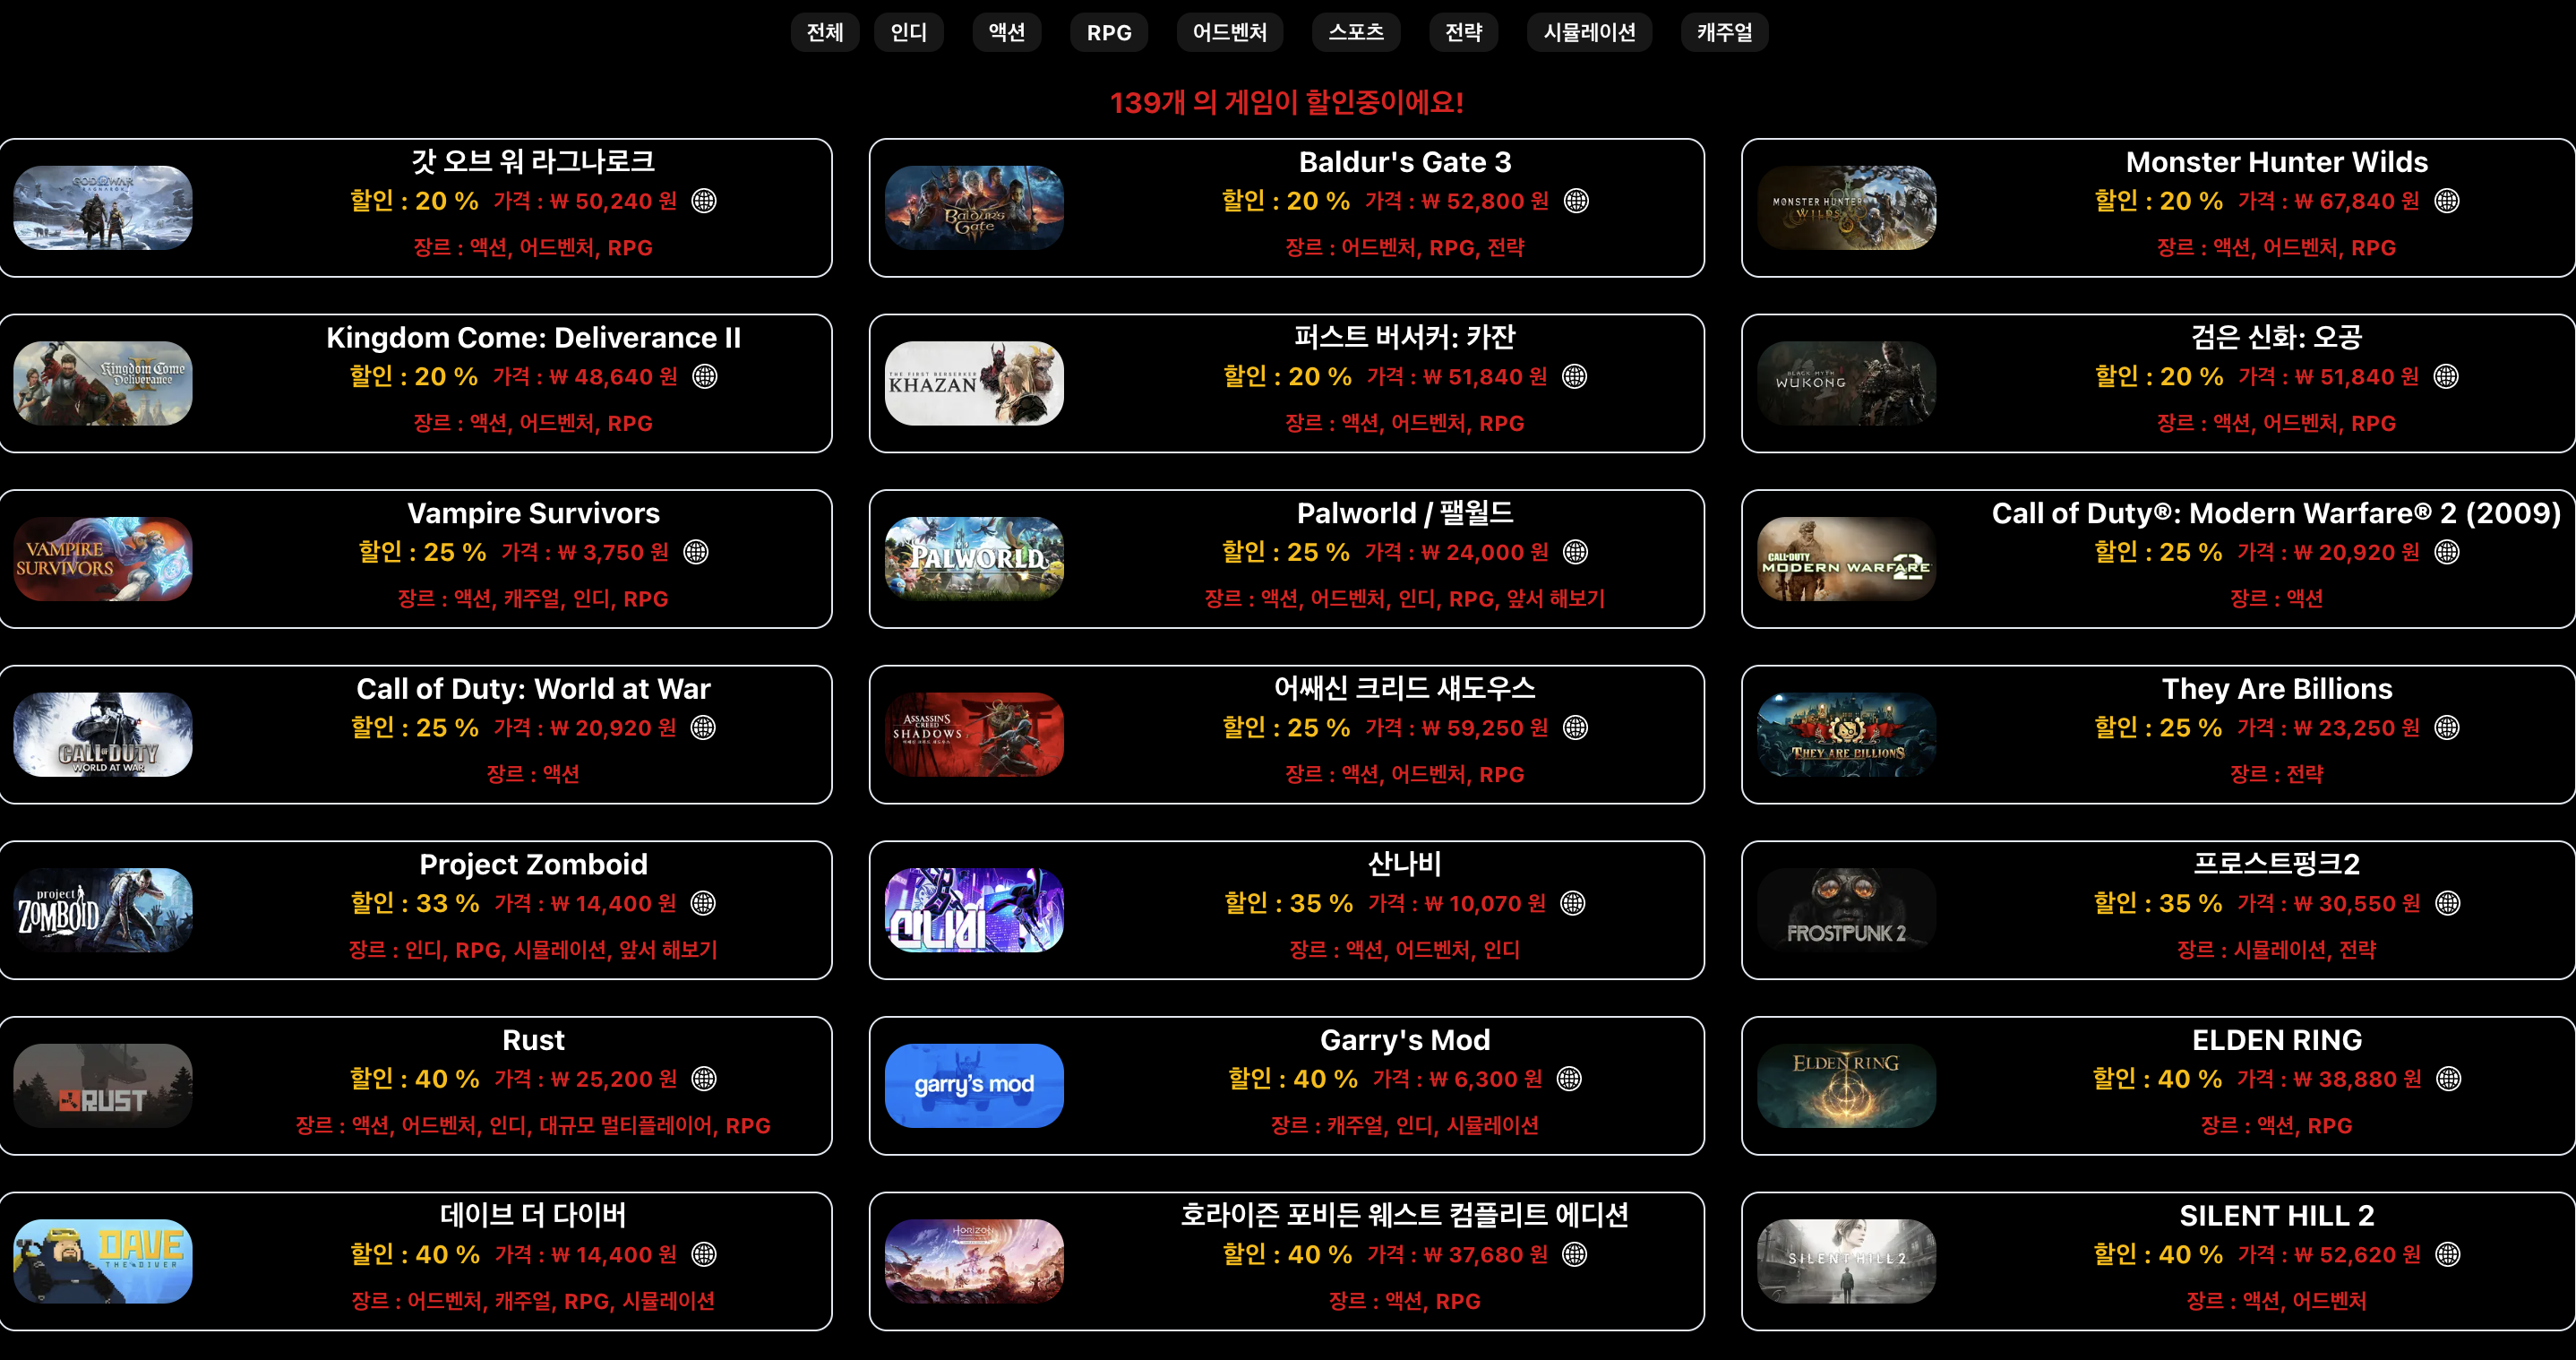 전체 인디 액션 RPG 어드벤처 스포츠 전략 시뮬레이션 캐주얼
139개 의 게임이 할인중이에요!
GOD OF WAR
RAGNARÖK
갓 오브 워 라그나로크
할인 : 20 % 가격 : ₩ 50,240 원
장르 : 액션, 어드벤처, RPG
Baldur's
Gate
Baldur's Gate 3
할인 : 20 % 가격 : ₩ 52,800 원
장르 : 어드벤처, RPG, 전략
MONSTER HUNTER
WILDS
Monster Hunter Wilds
할인 : 20 % 가격 : ₩ 67,840 원
장르 : 액션, 어드벤처, RPG
Kingdom Come
Deliverance
II
Kingdom Come: Deliverance II
할인 : 20 % 가격 : ₩ 48,640 원
장르 : 액션, 어드벤처, RPG
THE FIRST BERSERKER
KHAZAN
퍼스트 버서커: 카잔
할인 : 20 % 가격 : ₩ 51,840 원
장르 : 액션, 어드벤처, RPG
BLACK MYTH
WUKONG
검은 신화: 오공
할인 : 20 % 가격 : ₩ 51,840 원
장르 : 액션, 어드벤처, RPG
VAMPIRE
SURVIVORS
Vampire Survivors
할인 : 25 % 가격 : ₩ 3,750 원
장르 : 액션, 캐주얼, 인디, RPG
PALWORLD
Palworld / 팰월드
할인 : 25 % 가격 : ₩ 24,000 원
장르 : 액션, 어드벤처, 인디, RPG, 앞서 해보기
CALL OF DUTY
MODERN WARFARE 2
Call of Duty®: Modern Warfare® 2 (2009)
할인 : 25 % 가격 : ₩ 20,920 원
장르 : 액션
CALL OF DUTY
WORLD AT WAR
Call of Duty: World at War
할인 : 25 % 가격 : ₩ 20,920 원
장르 : 액션
ASSASSIN'S
CREED
SHADOWS
어쌔신 크리드 섀도우스
어쌔신 크리드 섀도우스
할인 : 25 % 가격 : ₩ 59,250 원
장르 : 액션, 어드벤처, RPG
THEY ARE BILLIONS
They Are Billions
할인 : 25 % 가격 : ₩ 23,250 원
장르 : 전략
project
ZOMBOID
Project Zomboid
할인 : 33 % 가격 : ₩ 14,400 원
장르 : 인디, RPG, 시뮬레이션, 앞서 해보기
산나비
산나비
할인 : 35 % 가격 : ₩ 10,070 원
장르 : 액션, 어드벤처, 인디
FROSTPUNK 2
프로스트펑크2
할인 : 35 % 가격 : ₩ 30,550 원
장르 : 시뮬레이션, 전략
RUST
Rust
할인 : 40 % 가격 : ₩ 25,200 원
장르 : 액션, 어드벤처, 인디, 대규모 멀티플레이어, RPG
garry's mod
Garry's Mod
할인 : 40 % 가격 : ₩ 6,300 원
장르 : 캐주얼, 인디, 시뮬레이션
ELDEN RING
ELDEN RING
할인 : 40 % 가격 : ₩ 38,880 원
장르 : 액션, RPG
DAVE
THE DIVER
데이브 더 다이버
할인 : 40 % 가격 : ₩ 14,400 원
장르 : 어드벤처, 캐주얼, RPG, 시뮬레이션
HORIZON
호라이즌 포비든 웨스트 컴플리트 에디션
할인 : 40 % 가격 : ₩ 37,680 원
장르 : 액션, RPG
SILENT HILL 2
SILENT HILL 2
할인 : 40 % 가격 : ₩ 52,620 원
장르 : 액션, 어드벤처